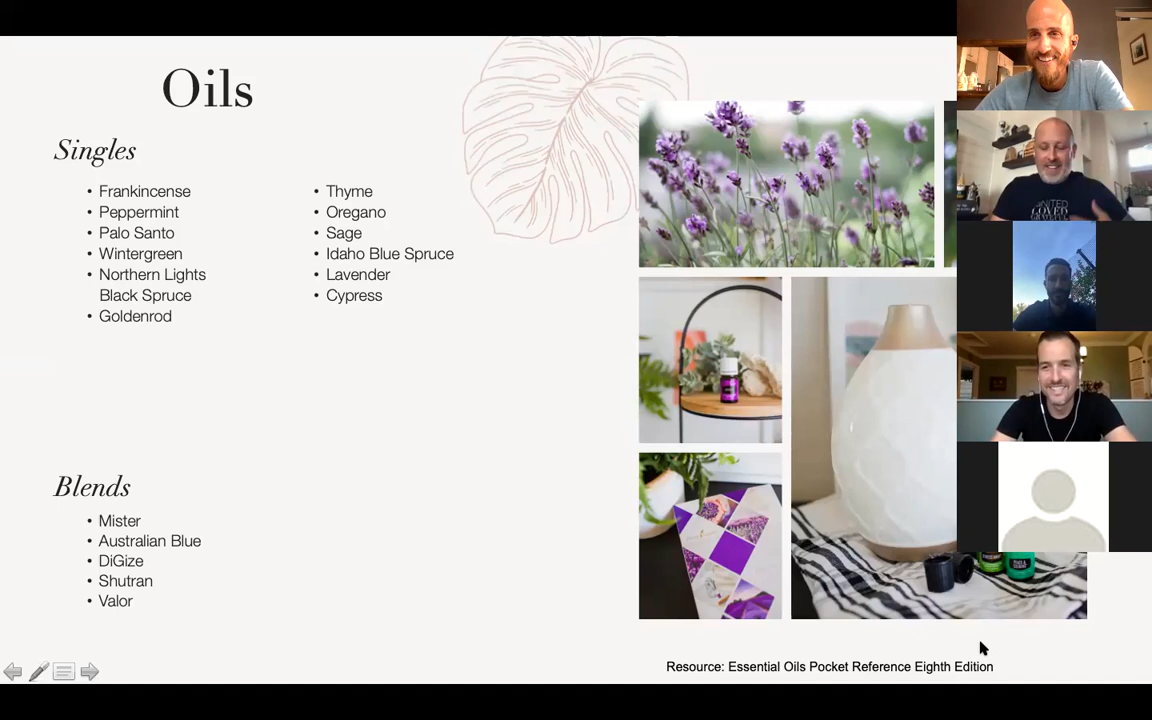 Oils
Singles
• Frankincense
• Peppermint
• Palo Santo
• Wintergreen
• Northern Lights
Black Spruce
• Goldenrod
• Thyme
• Oregano
• Sage
• Idaho Blue Spruce
• Lavender
• Cypress
Blends
• Mister
• Australian Blue
• DiGize
• Shutran
• Valor
Resource: Essential Oils Pocket Reference Eighth Edition